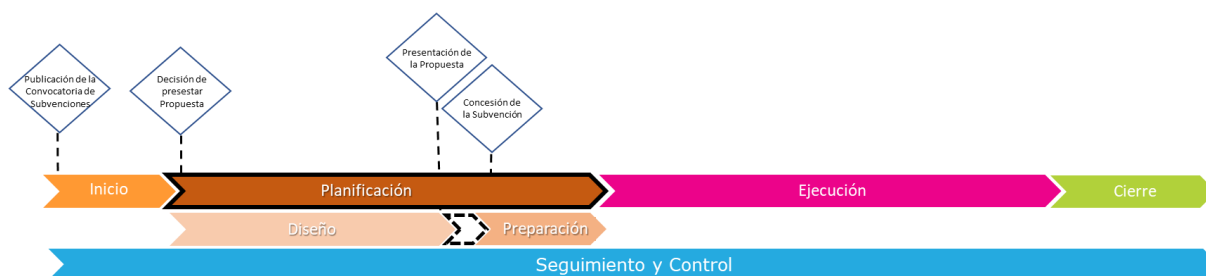 Publicación de la
Convocatoria de
Subvenciones
Decisión de
presestar
Propuesta
Presentación de
la Propuesta
Concesión de
la Subvención
Inicio
Planificación
Ejecución
Cierre
Diseño
Preparación
Seguimiento y Control